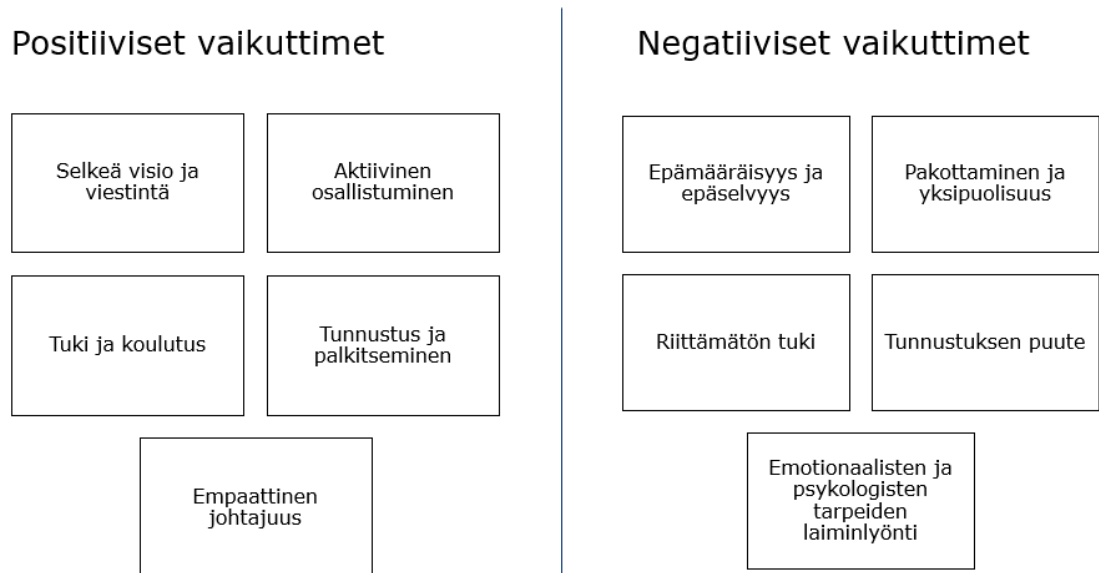 Positiiviset vaikuttimet
Selkeä visio ja
viestintä
Aktiivinen
osallistuminen
Tuki ja koulutus
Tunnustus ja
palkitseminen
Empaattinen
johtajuus
Negatiiviset vaikuttimet
Epämääräisyys ja
epäselvyys
Pakottaminen ja
yksipuolisuus
Riittämätön tuki
Tunnustuksen puute
Emotionaalisten ja
psykologisten
tarpeiden
laiminlyönti